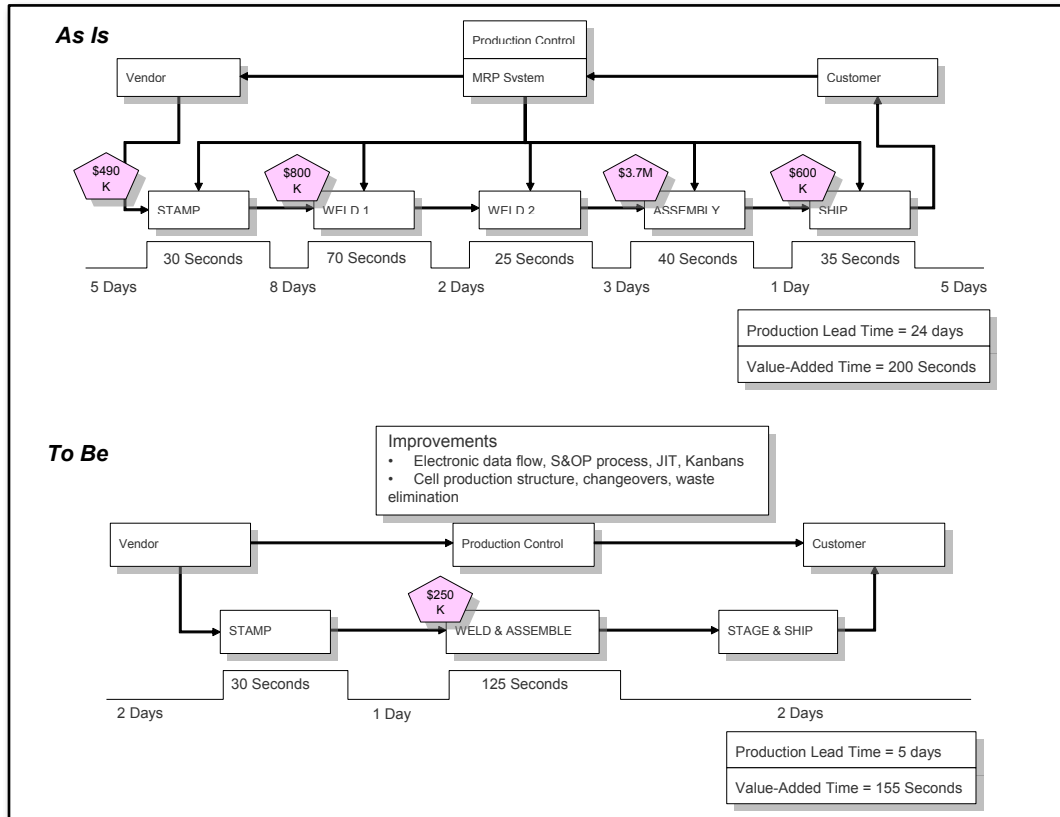 As Is
Production Control
Vendor
MRP System
Customer
$490
K
$800
K
$3.7M
$600
K
STAMP
WELD 1
WELD 2
ASSEMBLY
SHIP
30 Seconds
70 Seconds
25 Seconds
40 Seconds
35 Seconds
5 Days
8 Days
2 Days
3 Days
1 Day
5 Days
Production Lead Time = 24 days
Value-Added Time = 200 Seconds
To Be
Improvements
• Electronic data flow, S&OP process, JIT, Kanbans
• Cell production structure, changeovers, waste
elimination
Vendor
Production Control
Customer
$250
K
STAMP
WELD & ASSEMBLE
STAGE & SHIP
30 Seconds
125 Seconds
2 Days
1 Day
2 Days
Production Lead Time = 5 days
Value-Added Time = 155 Seconds